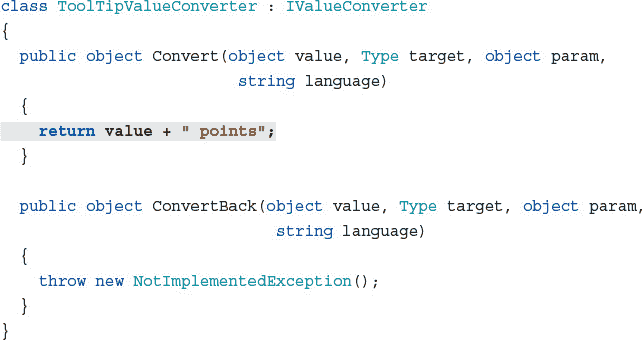 class ToolTipValueConverter : IValueConverter
{
  public object Convert(object value, Type target, object param,
                         string language)
  {
    return value + " points";
  }

  public object ConvertBack(object value, Type target, object param,
                             string language)
  {
    throw new NotImplementedException();
  }
}